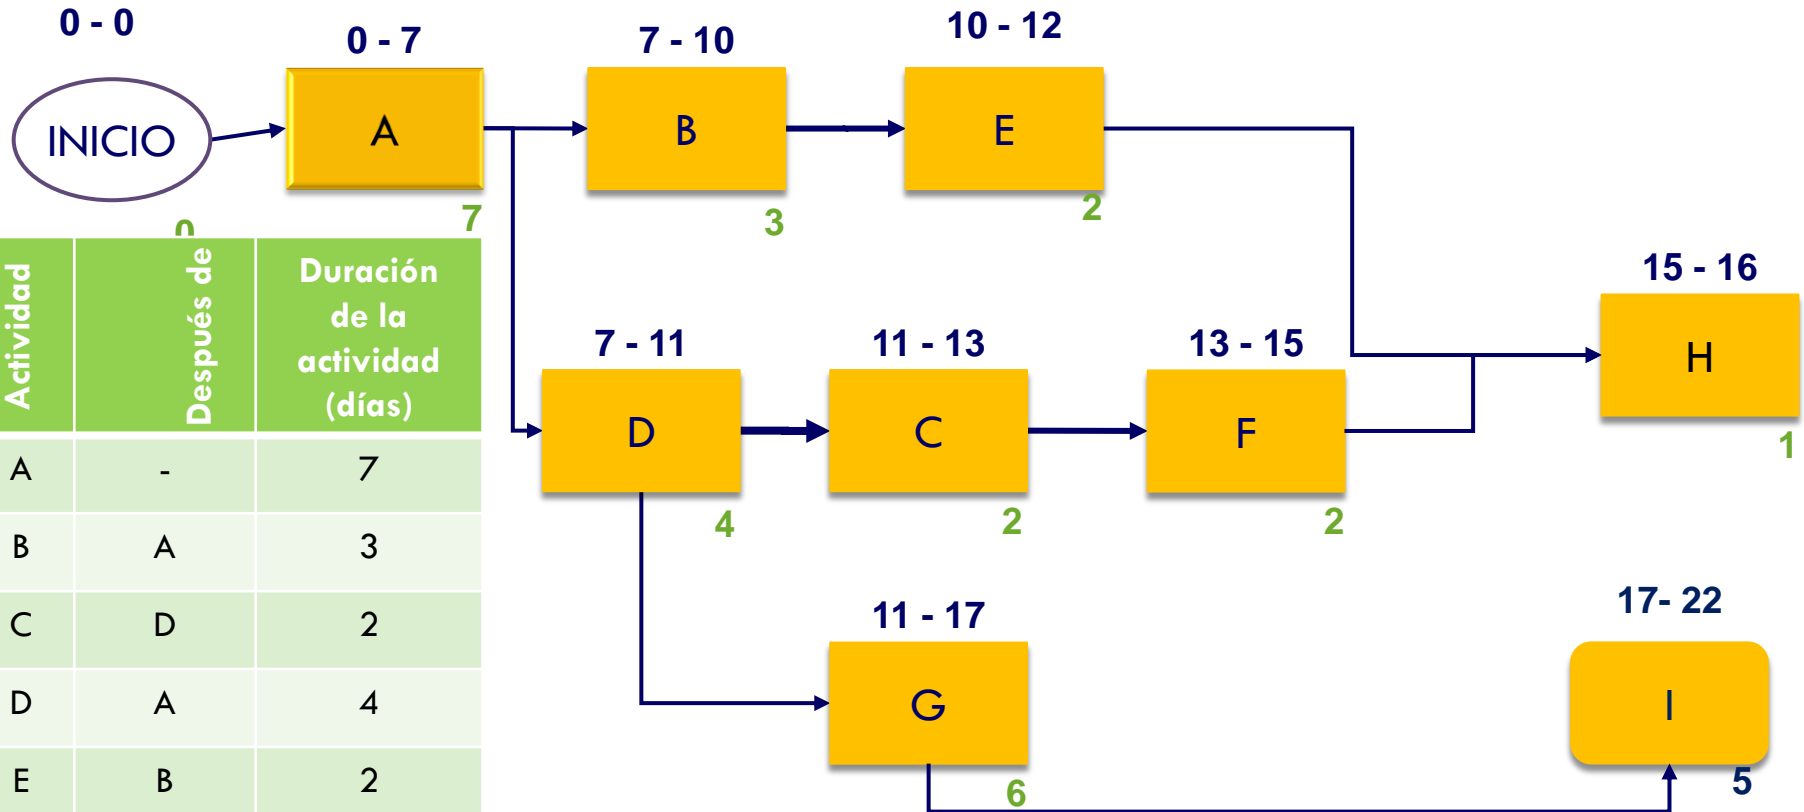 0 - 0
0 - 7
7 - 10
10 - 12
INICIO
A
B
E
0
7
3
2
15 - 16
H
1
7 - 11
11 - 13
13 - 15
D
C
F
4
2
2
11 - 17
G
6
17- 22
I
5
Actividad
Después de
Duración
de la
actividad
(días)
A - 7
B A 3
C D 2
D A 4
E B 2